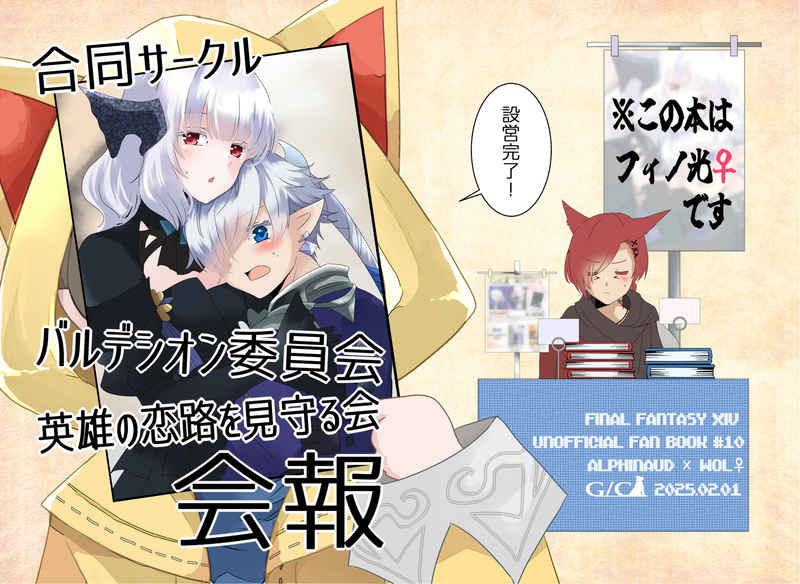 合同サークル
バルデシオン委員会
英雄の恋路を見守る会
会報
設営完了！
※この本は
フィノ光♀
です
FINAL FANTASY XIV
UNOFFICIAL FAN BOOK #10
ALPHINAUD × WOL♀
G/C 2025.02.01